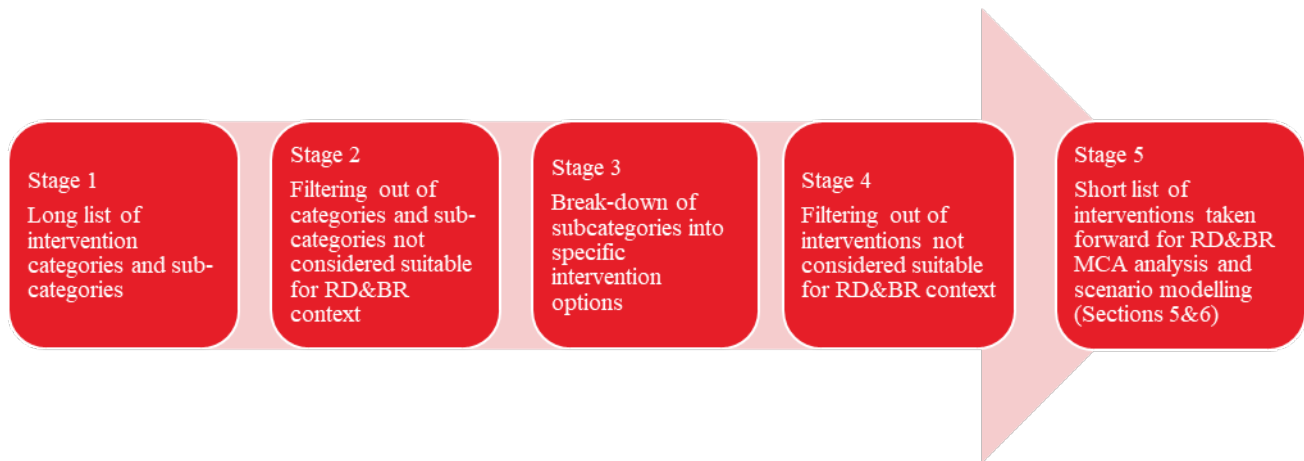 Stage 1
Long list of
intervention
categories and sub-
categories
Stage 2
Filtering out of
categories and sub-
categories not
considered suitable
for RD&BR
context
Stage 3
Break-down of
subcategories into
specific
intervention
options
Stage 4
Filtering out of
interventions not
considered suitable
for RD&BR context
Stage 5
Short list of
interventions taken
forward for RD&BR
MCA analysis and
scenario modelling
(Sections 5&6)